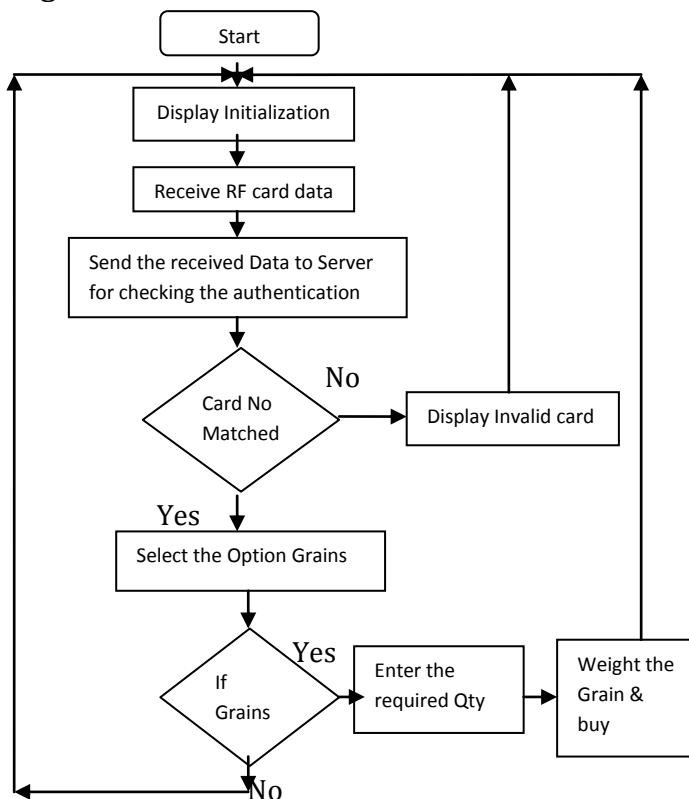 Start
Display Initialization
Receive RF card data
Send the received Data to Server
for checking the authentication
No
Card No
Matched
Display Invalid card
Yes
Select the Option Grains
Yes
If
Grains
Enter the
required Qty
Weight the
Grain &
buy
No